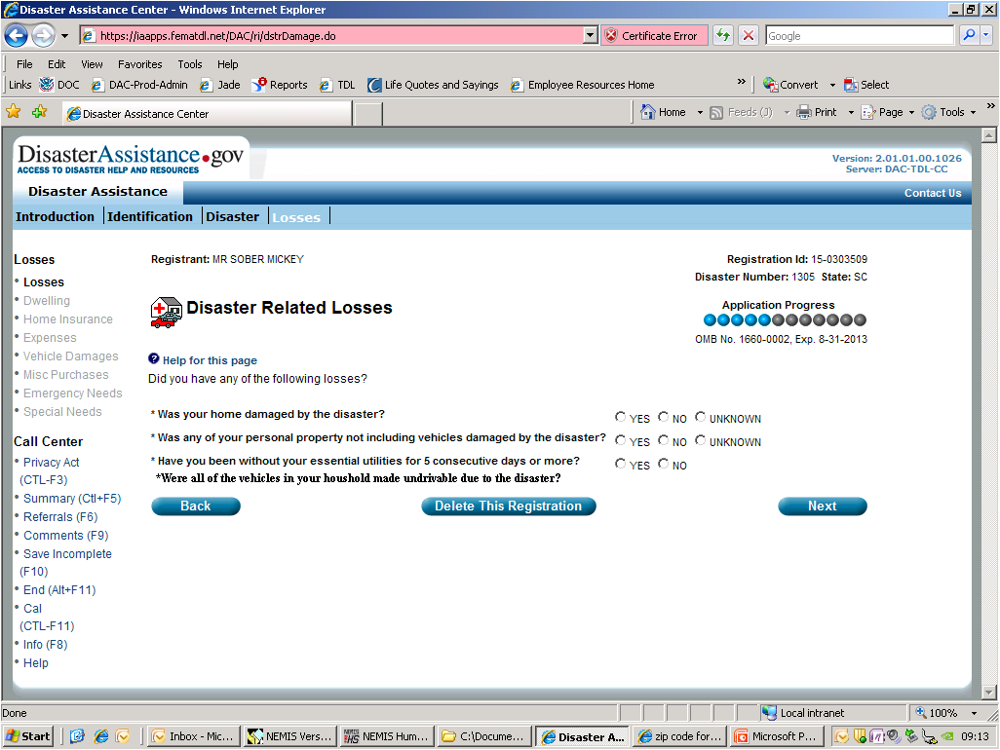 Disaster Assistance Center - Windows Internet Explorer
https://iaapps.fematdl.net/DAC/ri/dstrDamage.do
Certificate Error
Google
File Edit View Favorites Tools Help
Links DOC DAC-Prod-Admin Jade Reports TDL Life Quotes and Sayings Employee Resources Home » Convert Select
Disaster Assistance Center
Home Feeds (J) Print Page Tools »
DisasterAssistance.gov
ACCESS TO DISASTER HELP AND RESOURCES
Version: 2.01.01.00.1026
Server: DAC-TDL-CC
Disaster Assistance
Contact Us
Introduction Identification Disaster Losses
Losses
• Losses
• Dwelling
• Home Insurance
• Expenses
• Vehicle Damages
• Misc Purchases
• Emergency Needs
• Special Needs
Call Center
• Privacy Act
(CTL-F3)
• Summary (Ctl+F5)
• Referrals (F6)
• Comments (F9)
• Save Incomplete
(F10)
• End (Alt+F11)
• Cal
(CTL-F11)
• Info (F8)
• Help
Registrant: MR SOBER MICKEY
Registration Id: 15-0303509
Disaster Number: 1305 State: SC
Disaster Related Losses
Application Progress
OMB No. 1660-0002, Exp. 8-31-2013
? Help for this page
Did you have any of the following losses?
* Was your home damaged by the disaster? YES NO UNKNOWN
* Was any of your personal property not including vehicles damaged by the disaster? YES NO UNKNOWN
* Have you been without your essential utilities for 5 consecutive days or more? YES NO
*Were all of the vehicles in your houshold made undrivable due to the disaster?
Back Delete This Registration Next
Done
Local intranet
100%
Start
Inbox - Mic...
NEMIS Vers...
NEMIS Hum...
C:\Docume...
Disaster A...
zip code for...
Microsoft P...
09:13